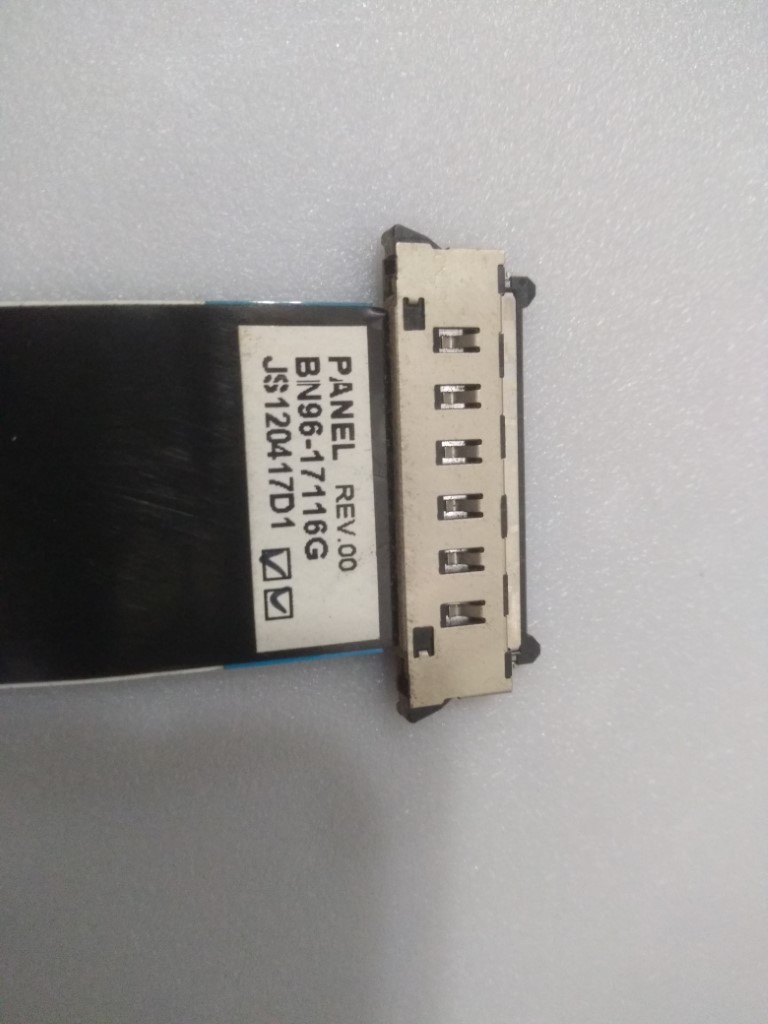 PANEL REV.00
BN96-17116G
JS120417D1 ☑☑